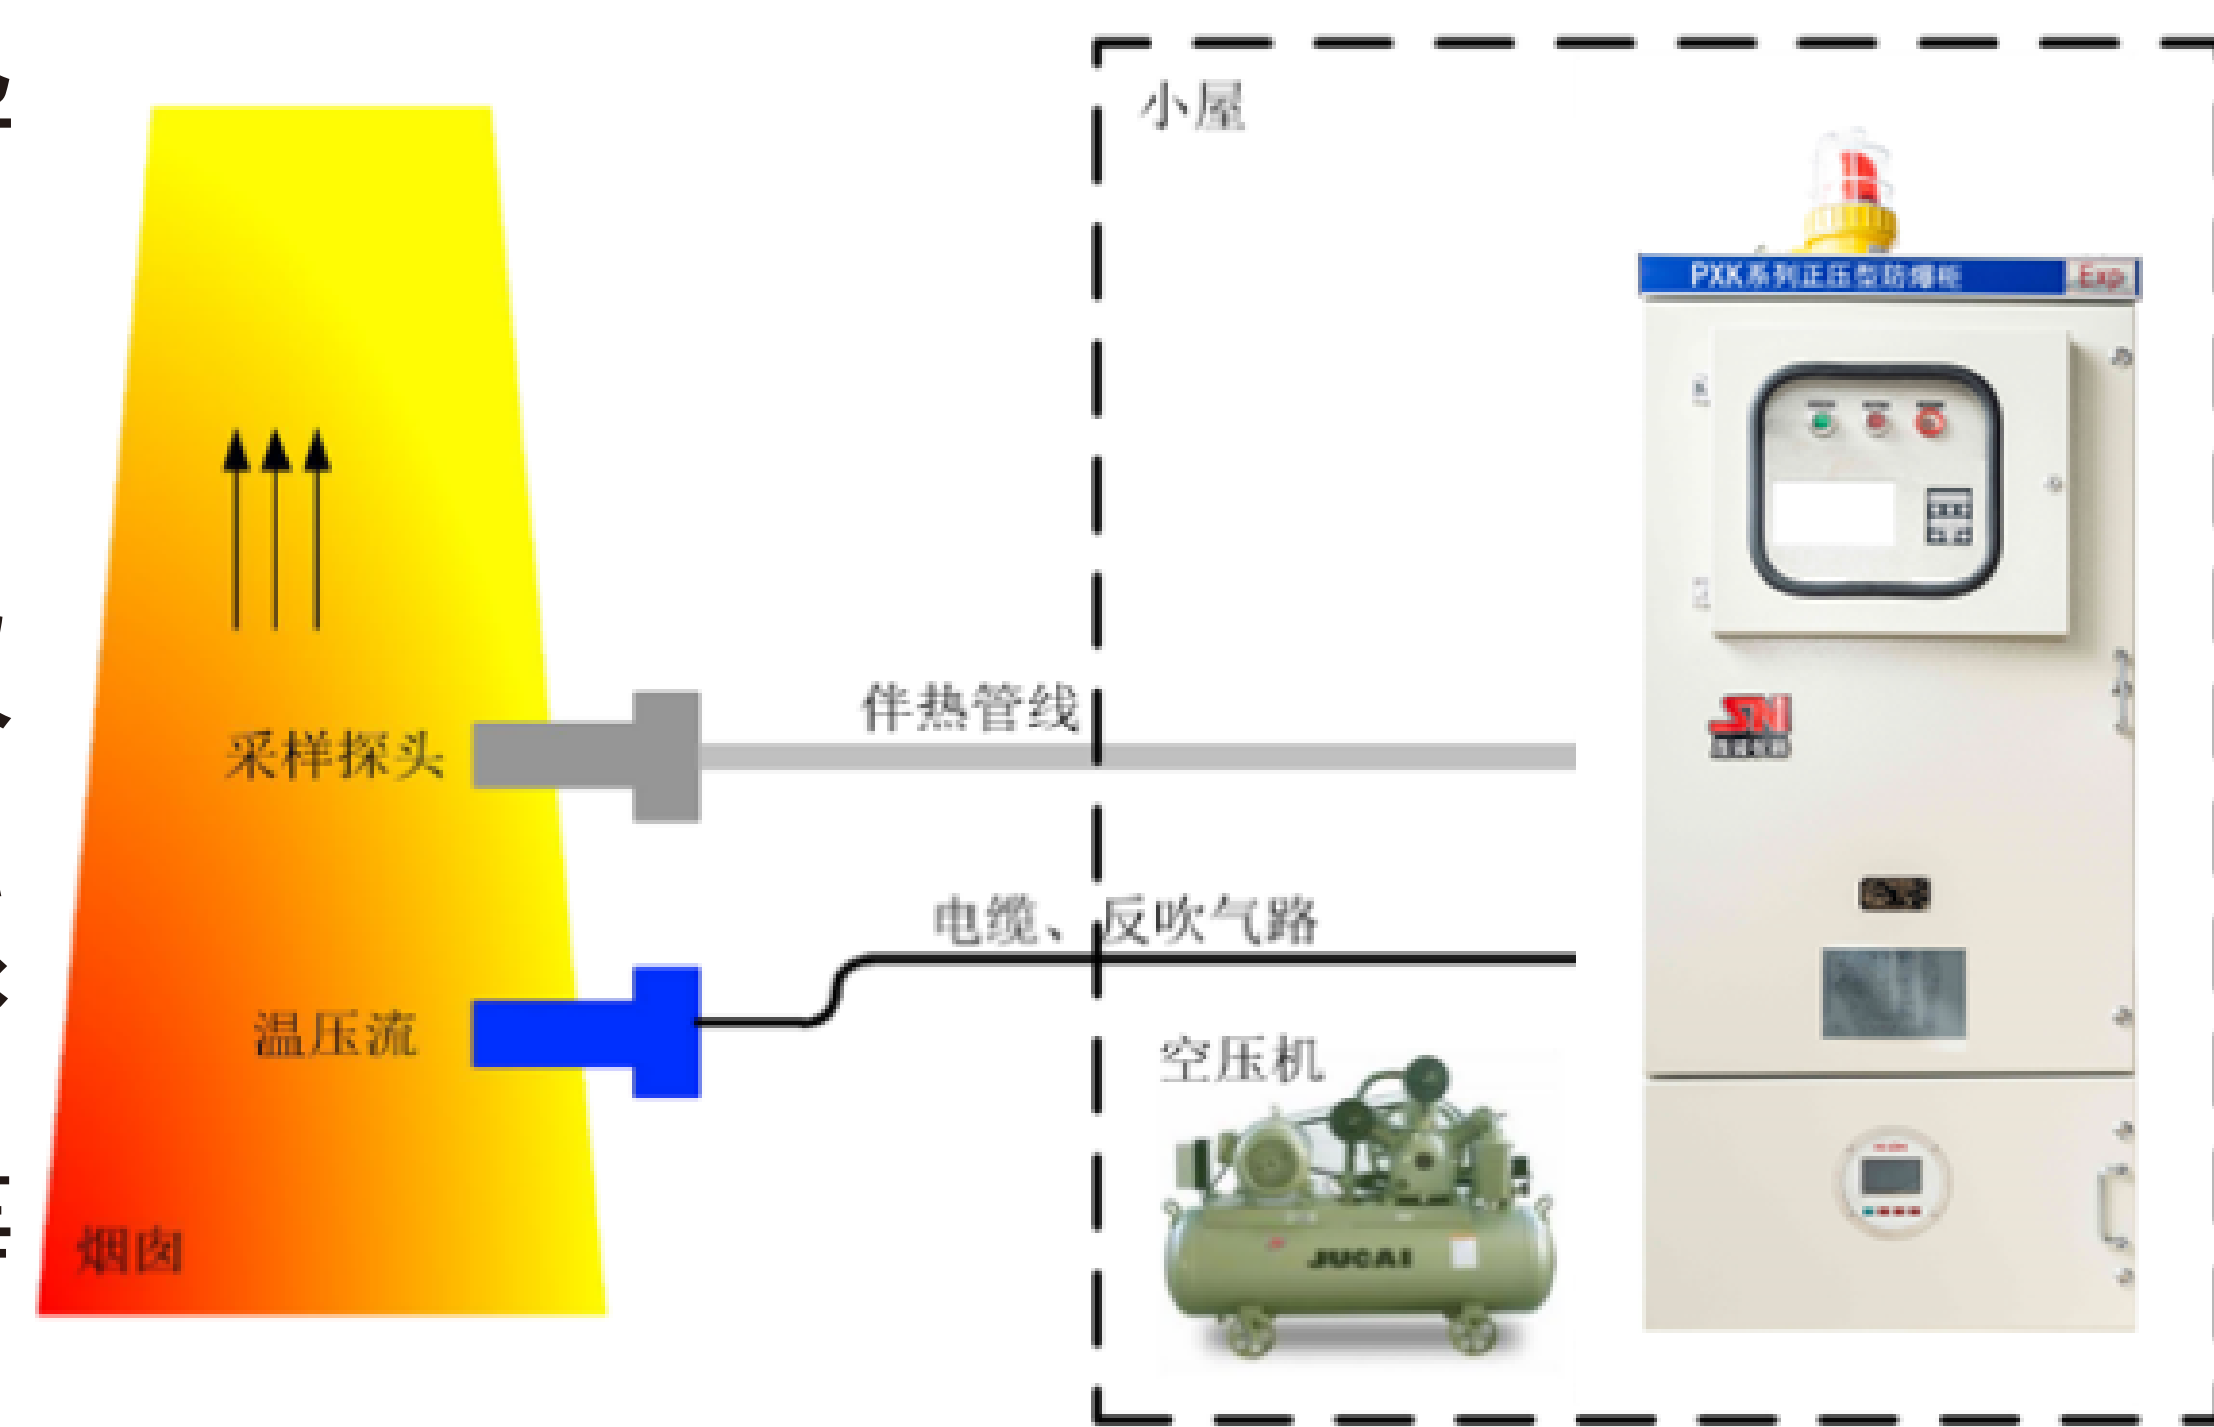 小屋
PXK系列正压型防爆柜 Exp
伴热管线
采样探头
SNI
电缆、反吹气路
温压流
空压机
JUCAI
烟囱